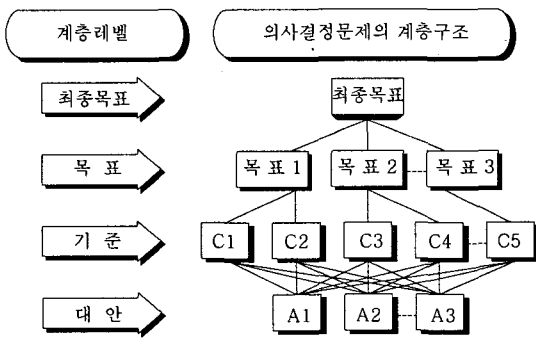 계층레벨
의사결정문제의 계층구조
최종목표
최종목표
목 표
목 표 1
목 표 2
목 표 3
기 준
C1
C2
C3
C4
C5
대 안
A1
A2
A3